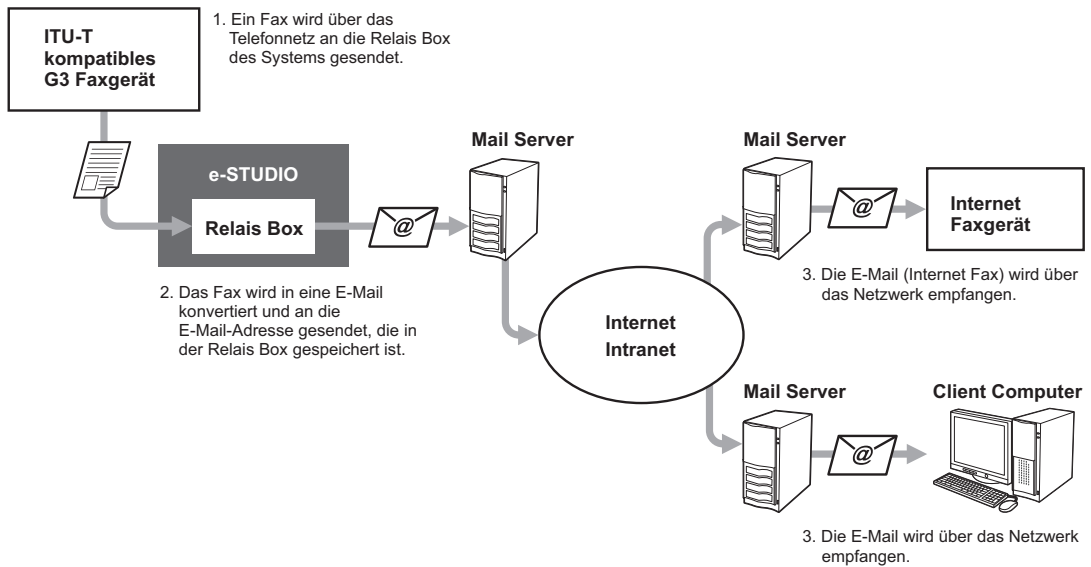 ITU-T
kompatibles
G3 Faxgerät
1. Ein Fax wird über das
Telefonnetz an die Relais Box
des Systems gesendet.
e-STUDIO
Relais Box
@
Mail Server
2. Das Fax wird in eine E-Mail
konvertiert und an die
E-Mail-Adresse gesendet, die in
der Relais Box gespeichert ist.
Internet
Intranet
Mail Server
@
Internet
Faxgerät
3. Die E-Mail (Internet Fax) wird über
das Netzwerk empfangen.
Mail Server
@
Client Computer
3. Die E-Mail wird über das Netzwerk
empfangen.